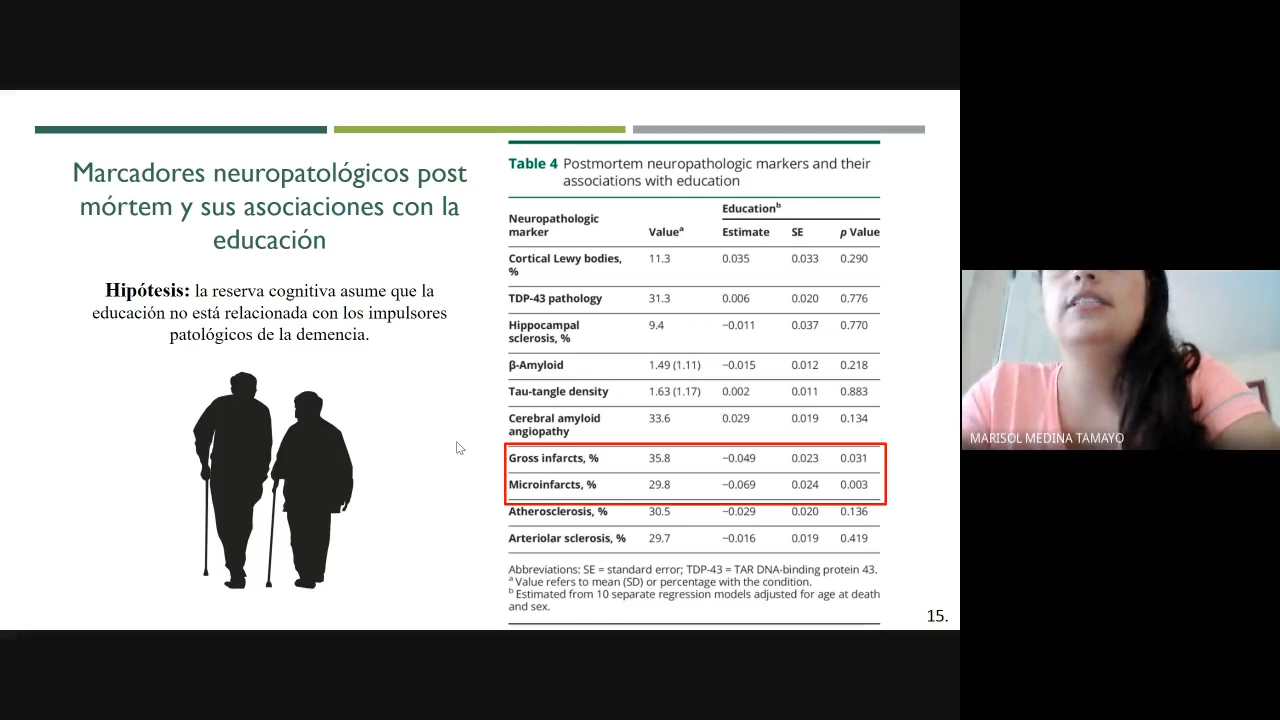 Marcadores neuropatológicos post
mórtem y sus asociaciones con la
educación
Hipótesis: la reserva cognitiva asume que la
educación no está relacionada con los impulsores
patológicos de la demencia.
Table 4 Postmortem neuropathologic markers and their
associations with education
Educationᵇ
Neuropathologic
marker Valueᵃ Estimate SE p Value
Cortical Lewy bodies, 11.3 0.035 0.033 0.290
%
TDP-43 pathology 31.3 0.006 0.020 0.776
Hippocampal 9.4 −0.011 0.037 0.770
sclerosis, %
β-Amyloid 1.49 (1.11) −0.015 0.012 0.218
Tau-tangle density 1.63 (1.17) 0.002 0.011 0.883
Cerebral amyloid 33.6 0.029 0.019 0.134
angiopathy
Gross infarcts, % 35.8 −0.049 0.023 0.031
Microinfarcts, % 29.8 −0.069 0.024 0.003
Atherosclerosis, % 30.5 −0.029 0.020 0.136
Arteriolar sclerosis, % 29.7 −0.016 0.019 0.419
Abbreviations: SE = standard error; TDP-43 = TAR DNA-binding protein 43.
ᵃ Value refers to mean (SD) or percentage with the condition.
ᵇ Estimated from 10 separate regression models adjusted for age at death
and sex.
15.
MARISOL MEDINA TAMAYO